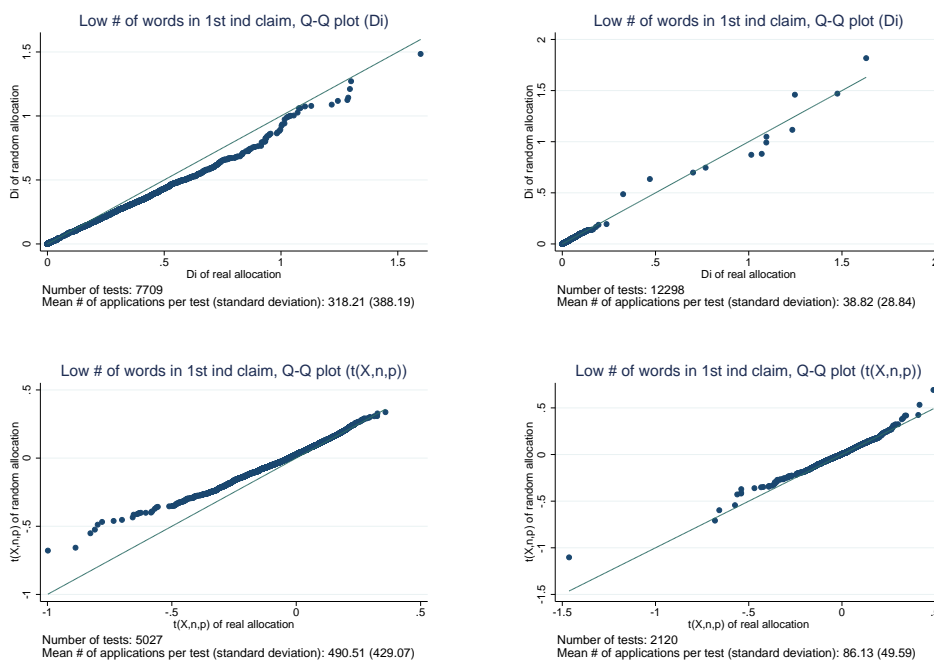 Low # of words in 1st ind claim, Q-Q plot (Di)
Di of random allocation
0 .5 1 1.5
0 .5 1 1.5
Di of real allocation
Number of tests: 7709
Mean # of applications per test (standard deviation): 318.21 (388.19)
Low # of words in 1st ind claim, Q-Q plot (Di)
Di of random allocation
0 .5 1 1.5 2
0 .5 1 1.5 2
Di of real allocation
Number of tests: 12298
Mean # of applications per test (standard deviation): 38.82 (28.84)
Low # of words in 1st ind claim, Q-Q plot (t(X,n,p))
t(X,n,p) of random allocation
-1 -.5 0 .5
-1 -.5 0 .5
t(X,n,p) of real allocation
Number of tests: 5027
Mean # of applications per test (standard deviation): 490.51 (429.07)
Low # of words in 1st ind claim, Q-Q plot (t(X,n,p))
t(X,n,p) of random allocation
-1.5 -1 -.5 0 .5
-1.5 -1 -.5 0 .5
t(X,n,p) of real allocation
Number of tests: 2120
Mean # of applications per test (standard deviation): 86.13 (49.59)